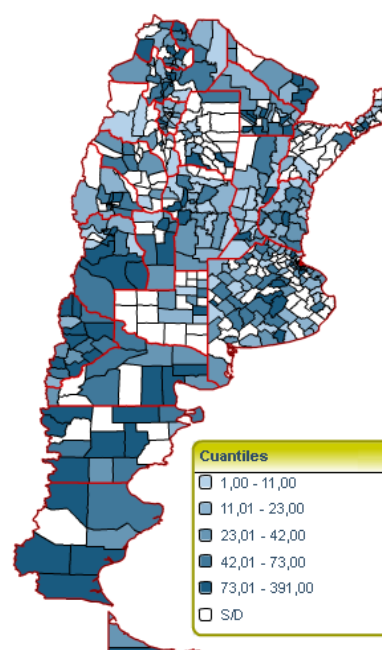 Cuantiles
1,00 - 11,00
11,01 - 23,00
23,01 - 42,00
42,01 - 73,00
73,01 - 391,00
S/D